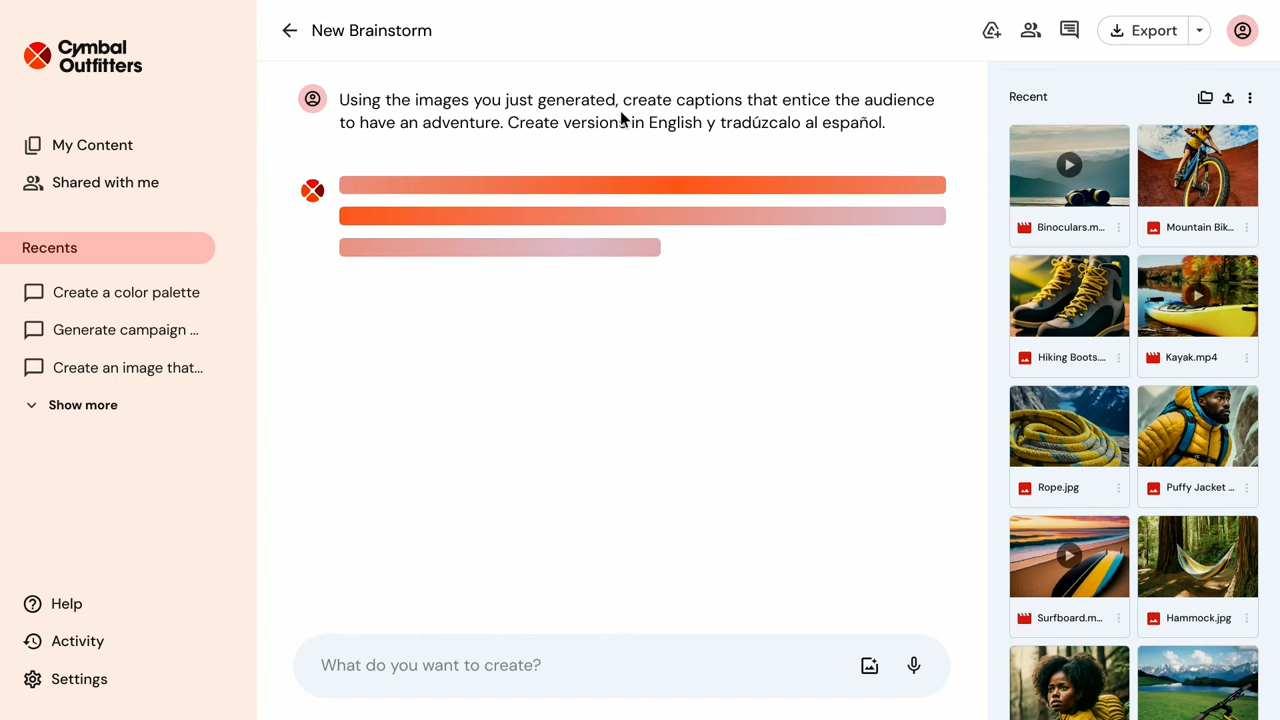 Cymbal
Outfitters
My Content
Shared with me
Recents
Create a color palette
Generate campaign ...
Create an image that...
Show more
Help
Activity
Settings
New Brainstorm
Export
Using the images you just generated, create captions that entice the audience
to have an adventure. Create versions in English y tradúzcalo al español.
What do you want to create?
Recent
Binoculars.m...
Mountain Bik...
Hiking Boots....
Kayak.mp4
Rope.jpg
Puffy Jacket ...
Surfboard.m...
Hammock.jpg